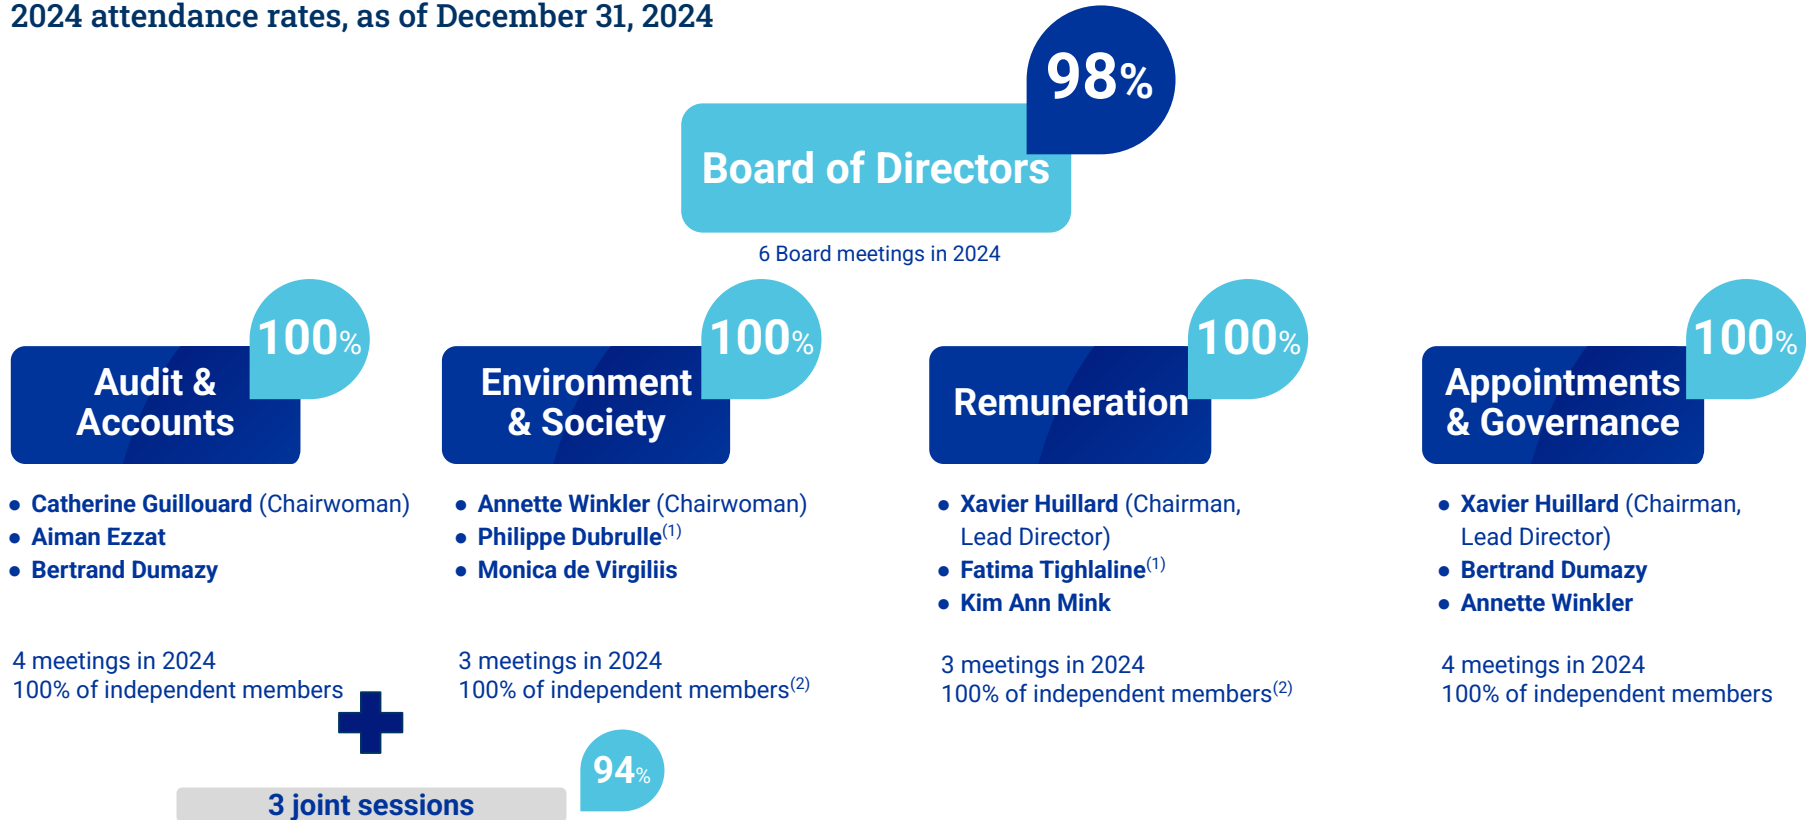 2024 attendance rates, as of December 31, 2024
98%
Board of Directors
6 Board meetings in 2024
100%
Audit &
Accounts
• Catherine Guillouard (Chairwoman)
• Aiman Ezzat
• Bertrand Dumazy
4 meetings in 2024
100% of independent members
100%
Environment
& Society
• Annette Winkler (Chairwoman)
• Philippe Dubrulle(1)
• Monica de Virgiliis
3 meetings in 2024
100% of independent members(2)
94%
3 joint sessions
100%
Remuneration
• Xavier Huillard (Chairman,
Lead Director)
• Fatima Tighlaline(1)
• Kim Ann Mink
3 meetings in 2024
100% of independent members(2)
100%
Appointments
& Governance
• Xavier Huillard (Chairman,
Lead Director)
• Bertrand Dumazy
• Annette Winkler
4 meetings in 2024
100% of independent members